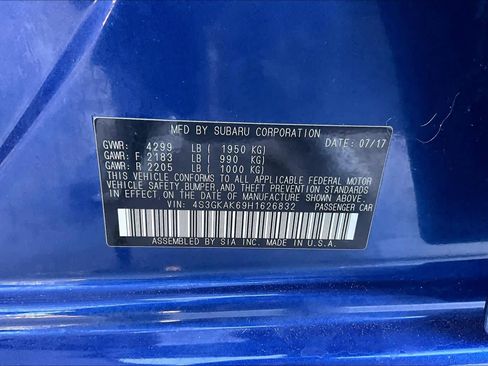 MFD BY SUBARU CORPORATION DATE: 07/17
GVWR: 4299 LB ( 1950 KG)
GAWR: F 2183 LB ( 990 KG)
GAWR: R 2205 LB ( 1000 KG)
THIS VEHICLE CONFORMS TO ALL APPLICABLE FEDERAL MOTOR
VEHICLE SAFETY, BUMPER, AND THEFT PREVENTION STANDARDS
IN EFFECT ON THE DATE OF MANUFACTURE SHOWN ABOVE.
VIN: 4S3GKAK69H1626832 PASSENGER CAR
ASSEMBLED BY SIA INC. IN U.S.A.